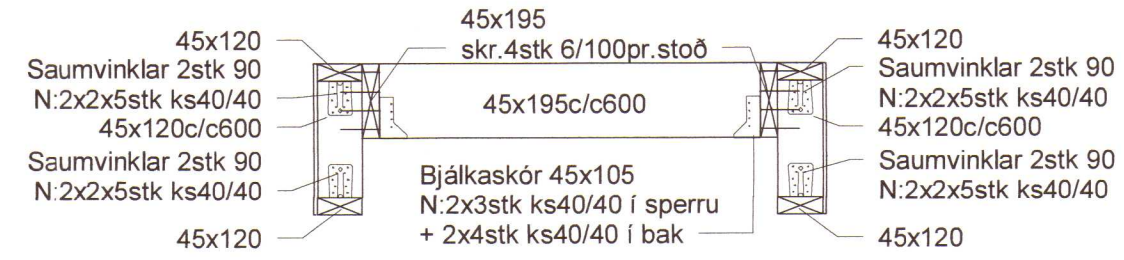 45x120
Saumvinklar 2stk 90
N:2x2x5stk ks40/40
45x120c/c600
Saumvinklar 2stk 90
N:2x2x5stk ks40/40
45x120
45x195
skr.4stk 6/100pr.stoð
45x195c/c600
Bjálkaskór 45x105
N:2x3stk ks40/40 í sperru
+ 2x4stk ks40/40 í bak
45x120
Saumvinklar 2stk 90
N:2x2x5stk ks40/40
45x120c/c600
Saumvinklar 2stk 90
N:2x2x5stk ks40/40
45x120